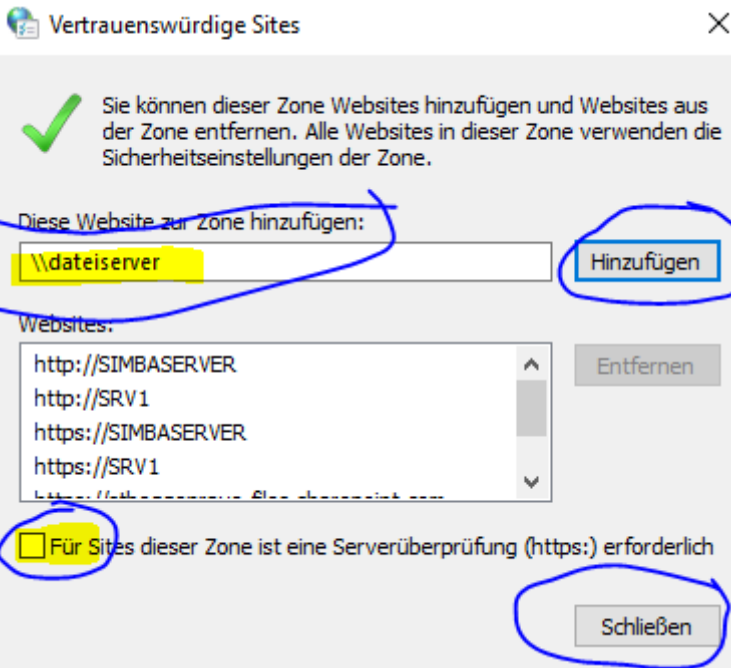 Vertrauenswürdige Sites
Sie können dieser Zone Websites hinzufügen und Websites aus
der Zone entfernen. Alle Websites in dieser Zone verwenden die
Sicherheitseinstellungen der Zone.
Diese Website zur Zone hinzufügen:
\\dateiserver
Hinzufügen
Websites:
http://SIMBASERVER
http://SRV1
https://SIMBASERVER
https://SRV1
Entfernen
Für Sites dieser Zone ist eine Serverüberprüfung (https:) erforderlich
Schließen